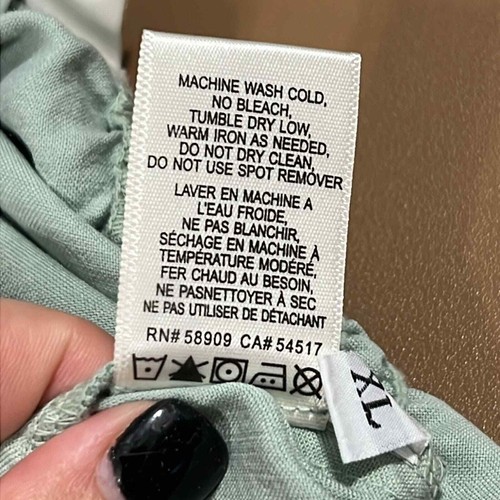 MACHINE WASH COLD,
NO BLEACH,
TUMBLE DRY LOW,
WARM IRON AS NEEDED,
DO NOT DRY CLEAN,
DO NOT USE SPOT REMOVER
LAVER EN MACHINE A
L'EAU FROIDE,
NE PAS BLANCHIR,
SÉCHAGE EN MACHINE À
TEMPÉRATURE MODÉRÉ,
FER CHAUD AU BESOIN,
NE PASNETTOYER À SEC
NE PAS UTILISER DE DÉTACHANT
RN# 58909 CA# 54517
XL